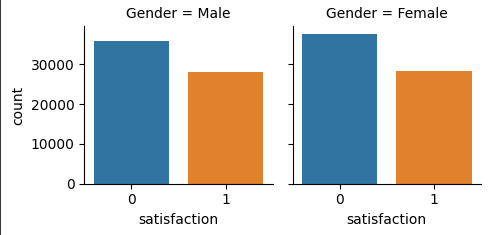 Gender = Male
Gender = Female
count
30000
20000
10000
0
0
1
0
1
satisfaction
satisfaction